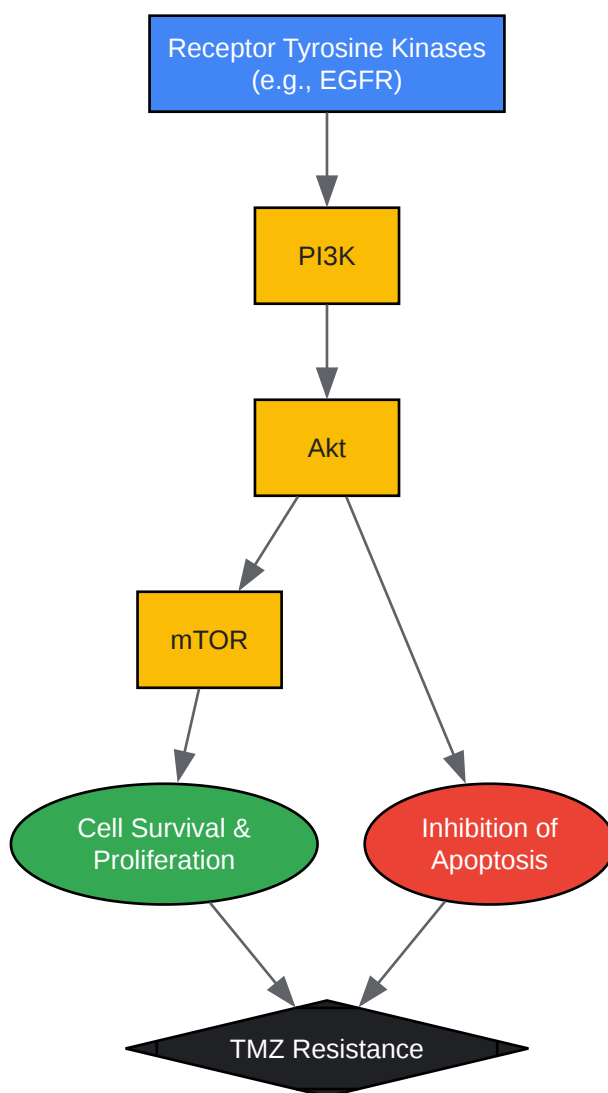 Receptor Tyrosine Kinases
(e.g., EGFR)
PI3K
Akt
mTOR
Cell Survival &
Proliferation
Inhibition of
Apoptosis
TMZ Resistance